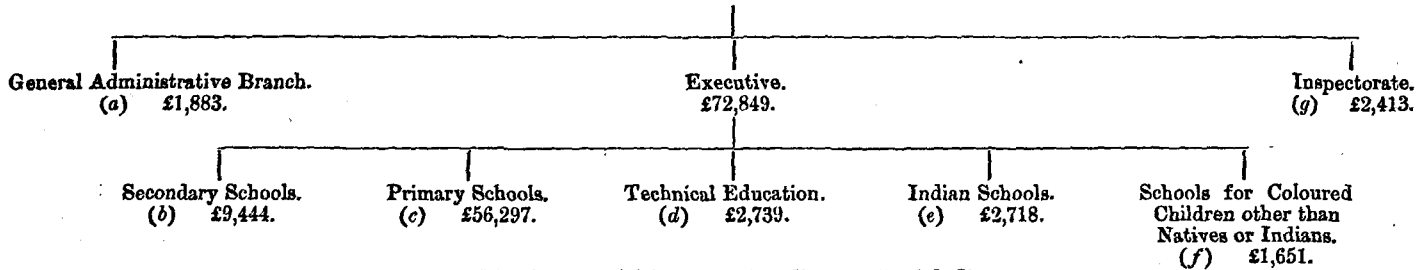 General Administrative Branch.
(a) £1,883.
Executive.
£72,849.
Inspectorate.
(g) £2,413.
Secondary Schools.
(b) £9,444.
Primary Schools.
(c) £56,297.
Technical Education.
(d) £2,739.
Indian Schools.
(e) £2,718.
Schools for Coloured
Children other than
Natives or Indians.
(f) £1,651.